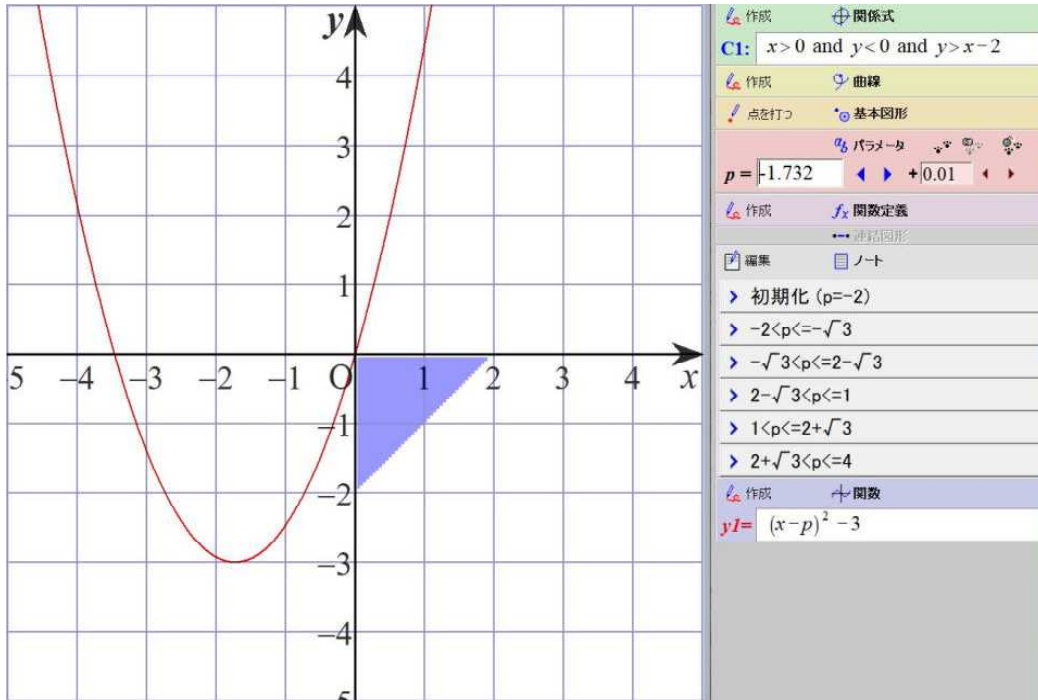 y
4
3
2
1
5 −4 −3 −2 −1 O 1 2 3 4 x
−1
−2
−3
−4
5
作成 関係式
C1: x>0 and y<0 and y>x−2
作成 曲線
点を打つ 基本図形
ab パラメータ
p = -1.732 +0.01
作成 fx 関数定義
連結図形
編集 ノート
> 初期化 (p=-2)
> -2<p<=-√3
> -√3<p<=2-√3
> 2-√3<p<=1
> 1<p<=2+√3
> 2+√3<p<=4
作成 関数
y1= (x−p)² −3